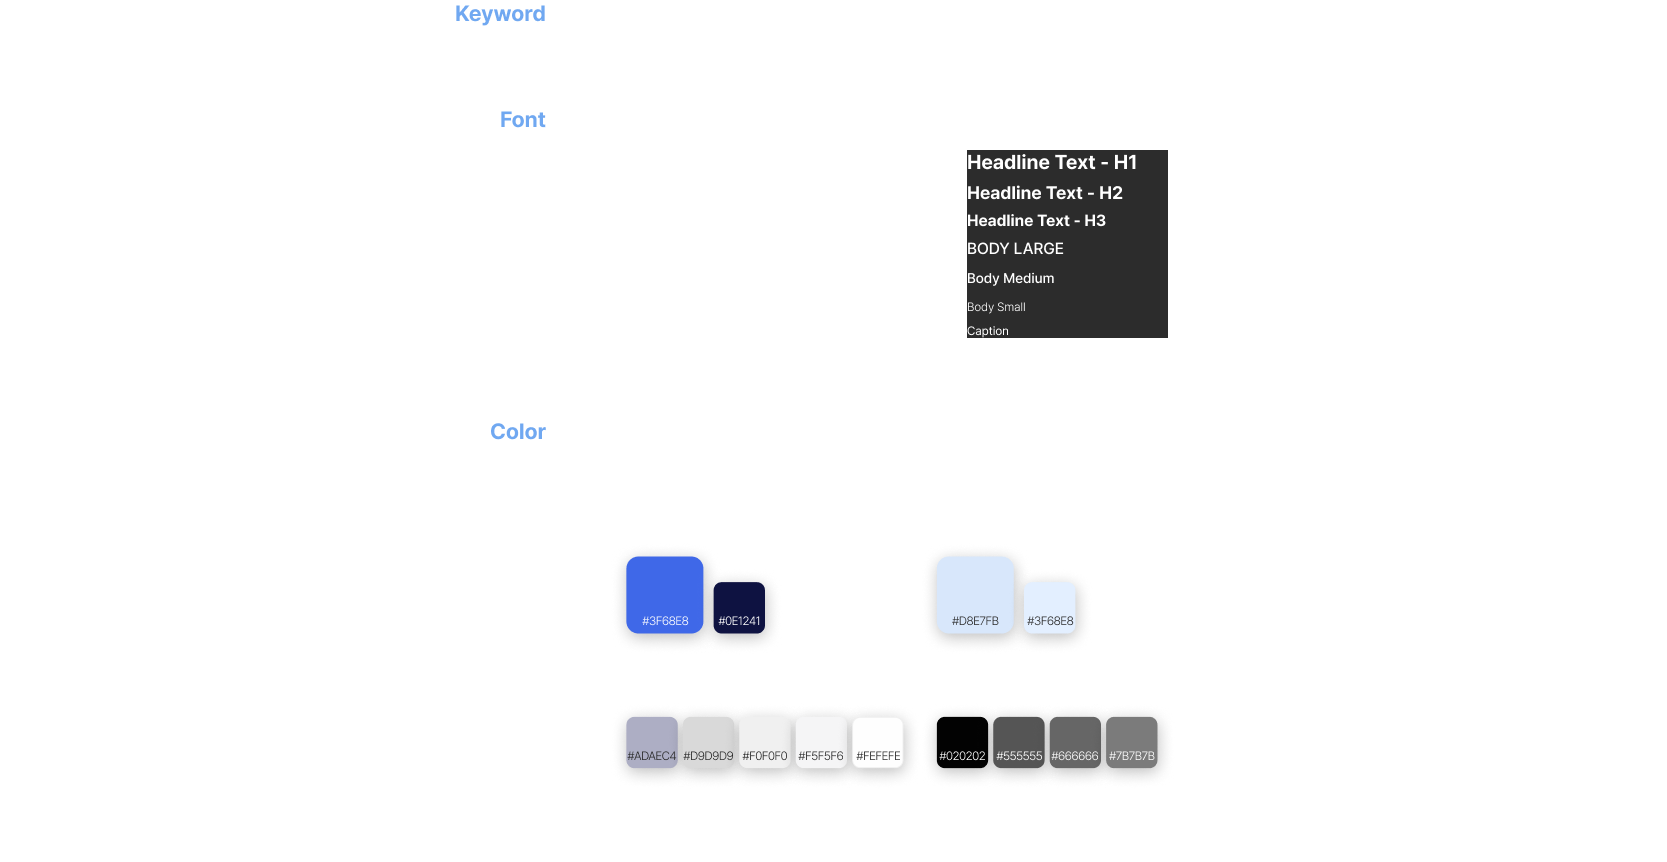 Keyword
Font
Headline Text - H1
Headline Text - H2
Headline Text - H3
BODY LARGE
Body Medium
Body Small
Caption
Color
#3F68E8 #0E1241 #D8E7FB #3F68E8
#ADAEC4 #D9D9D9 #F0F0F0 #F5F5F6 #FEFEFE #020202 #555555 #666666 #7B7B7B